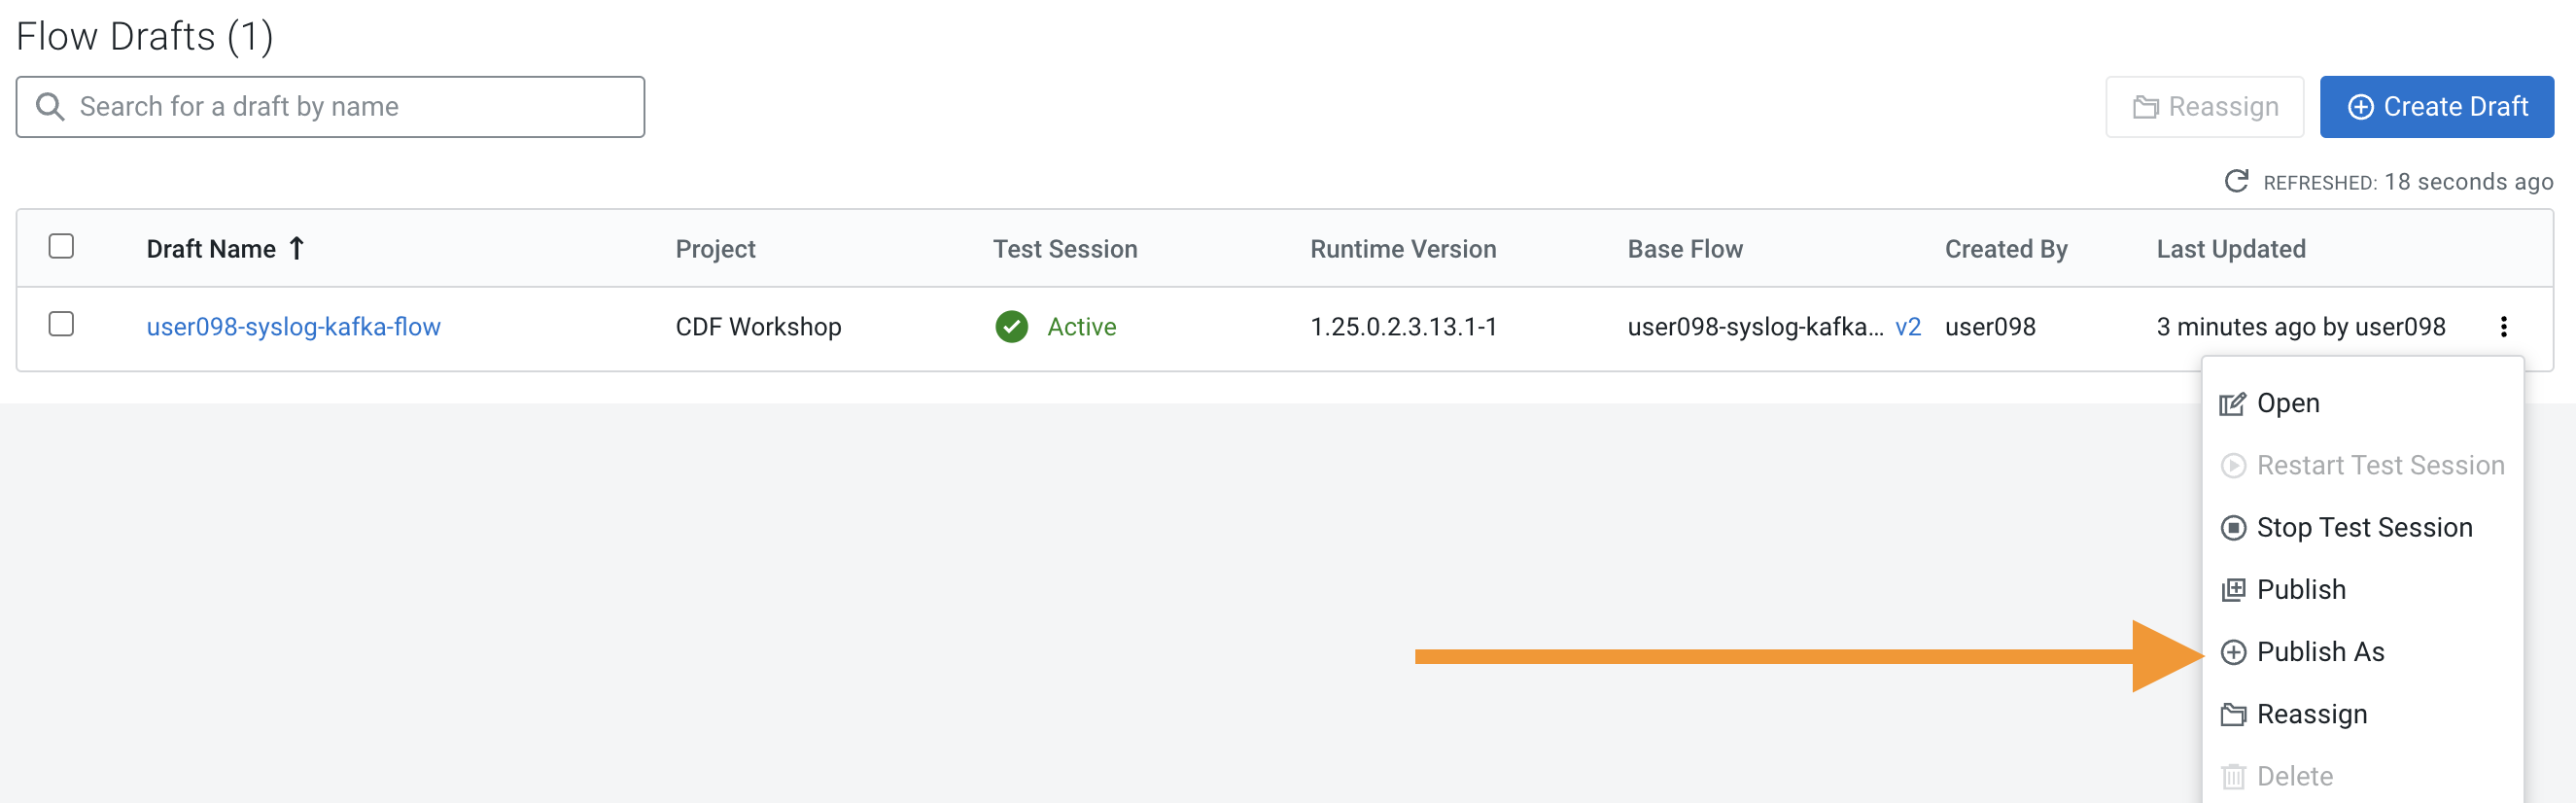 Flow Drafts (1)
Search for a draft by name
Reassign
Create Draft
REFRESHED: 18 seconds ago
Draft Name Project Test Session Runtime Version Base Flow Created By Last Updated
user098-syslog-kafka-flow CDF Workshop Active 1.25.0.2.3.13.1-1 user098-syslog-kafka... v2 user098 3 minutes ago by user098
Open
Restart Test Session
Stop Test Session
Publish
Publish As
Reassign
Delete